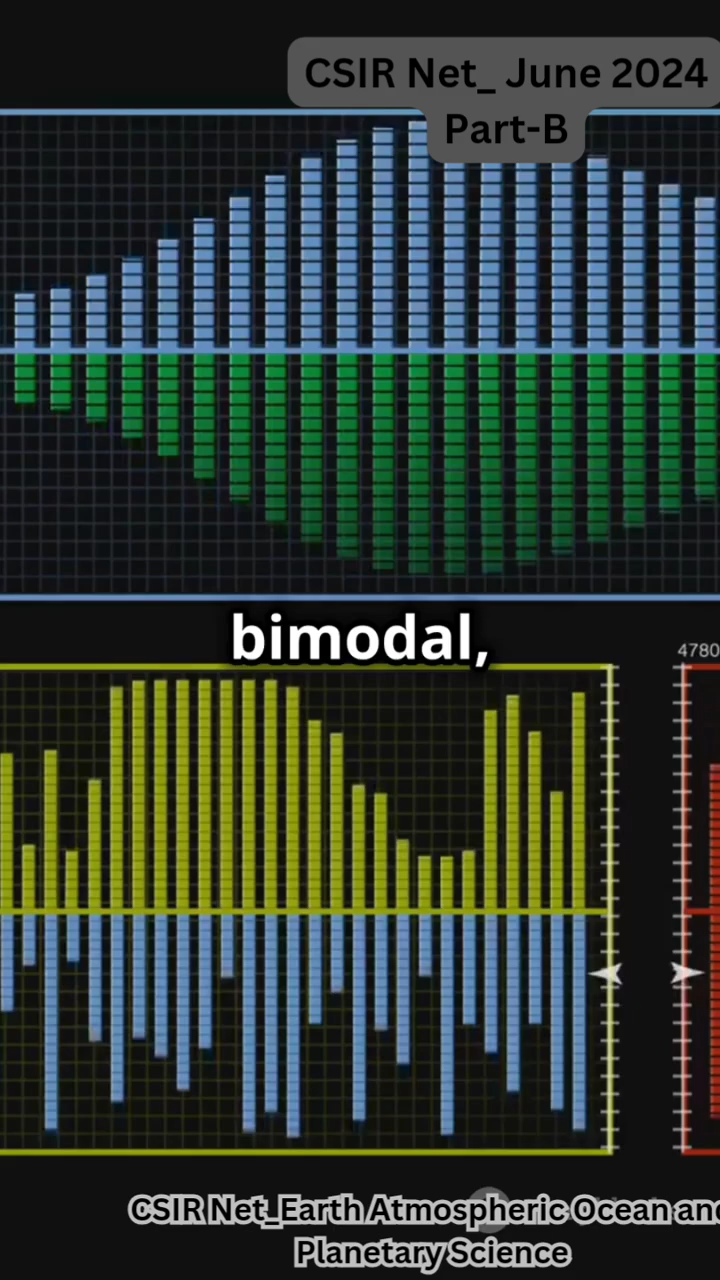 CSIR Net_ June 2024
Part-B
bimodal,
4780
CSIR Net_Earth Atmospheric Ocean and
Planetary Science